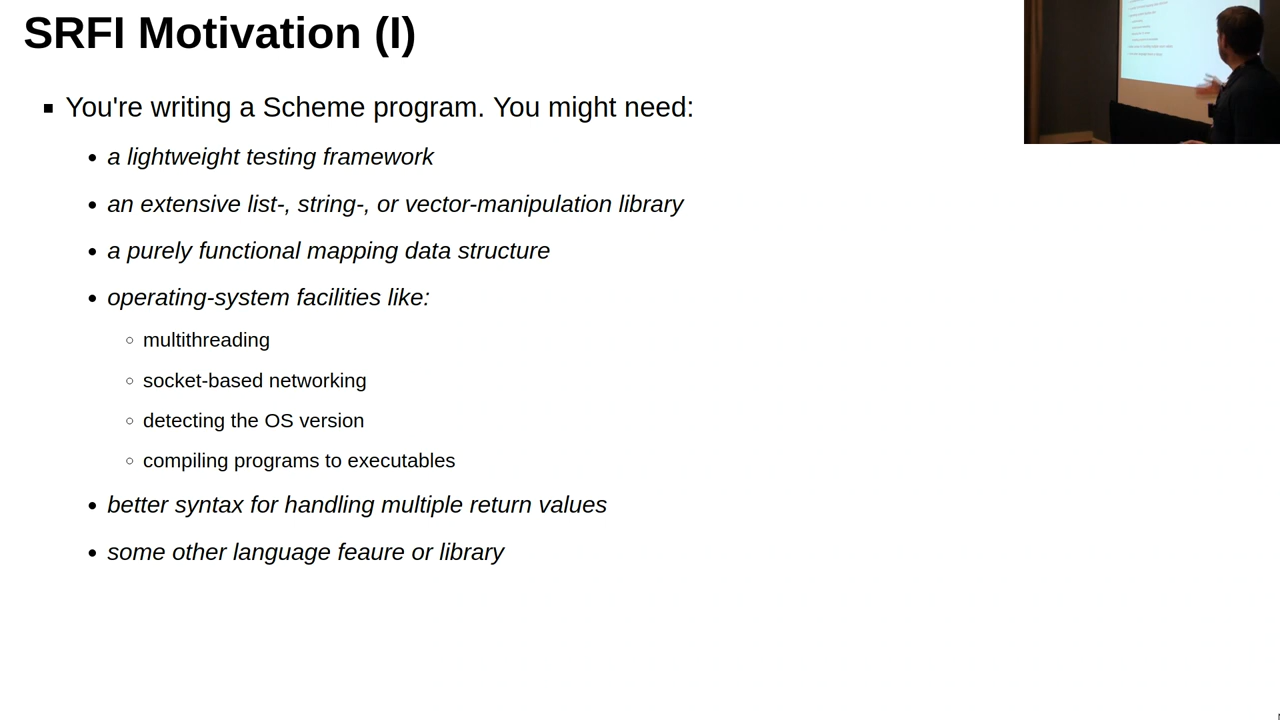 SRFI Motivation (I)
You're writing a Scheme program. You might need:
a lightweight testing framework
an extensive list-, string-, or vector-manipulation library
a purely functional mapping data structure
operating-system facilities like:
multithreading
socket-based networking
detecting the OS version
compiling programs to executables
better syntax for handling multiple return values
some other language feaure or library